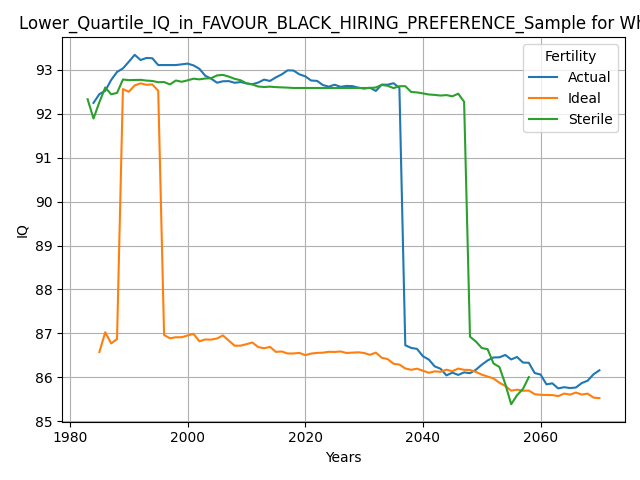 Lower_Quartile_IQ_in_FAVOUR_BLACK_HIRING_PREFERENCE_Sample for Wh
Fertility
Actual
Ideal
Sterile
93
92
91
90
89
88
87
86
85
IQ
1980 2000 2020 2040 2060
Years